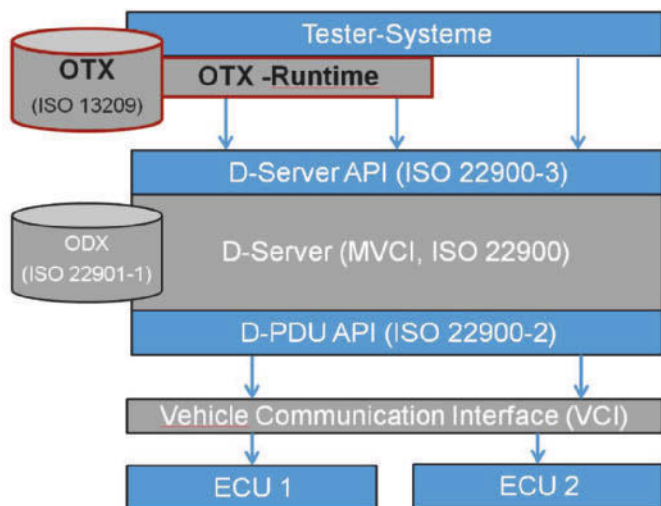 Tester-Systeme
OTX
(ISO 13209)
OTX -Runtime
D-Server API (ISO 22900-3)
ODX
(ISO 22901-1)
D-Server (MVCI, ISO 22900)
D-PDU API (ISO 22900-2)
Vehicle Communication Interface (VCI)
ECU 1
ECU 2